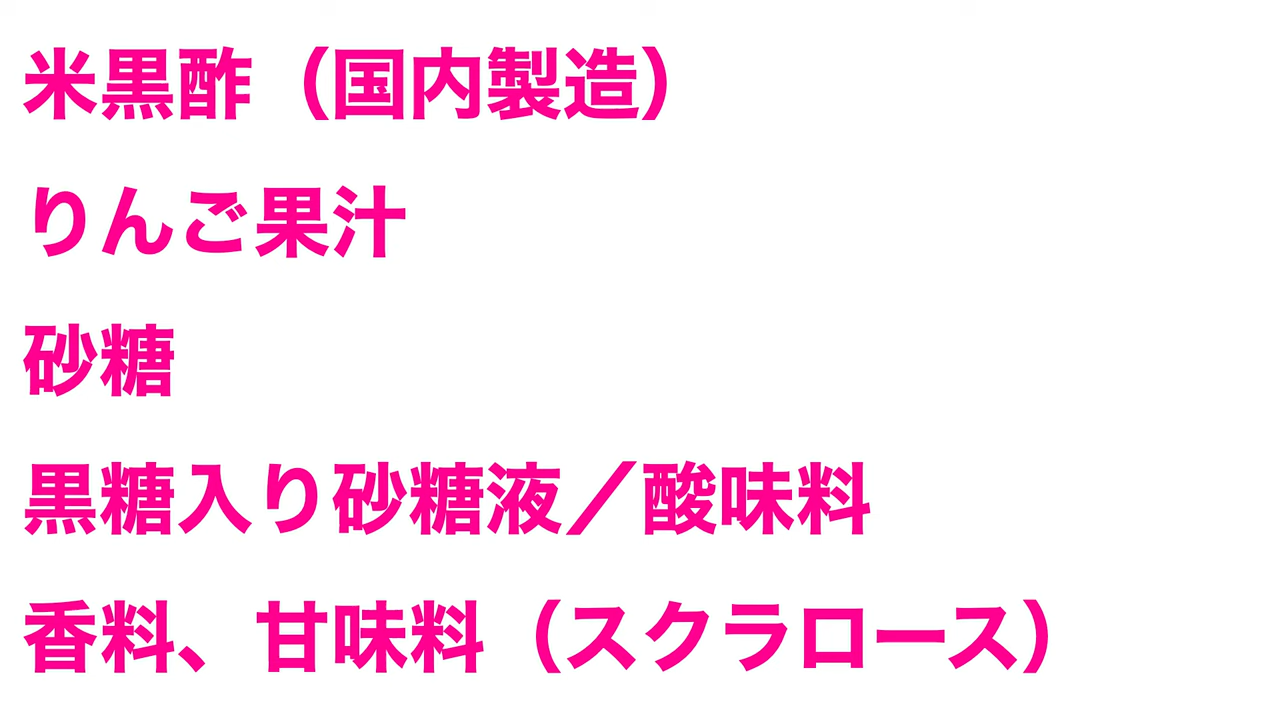 米黒酢（国内製造）
りんご果汁
砂糖
黒糖入り砂糖液／酸味料
香料、甘味料（スクラロース）